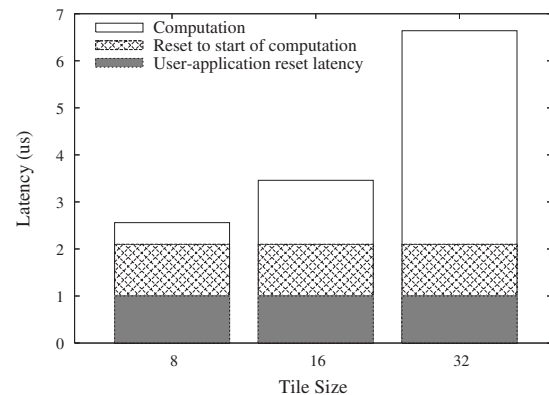 7
6
5
4
3
2
1
0
Latency (us)
Computation
Reset to start of computation
User-application reset latency
8 16 32
Tile Size